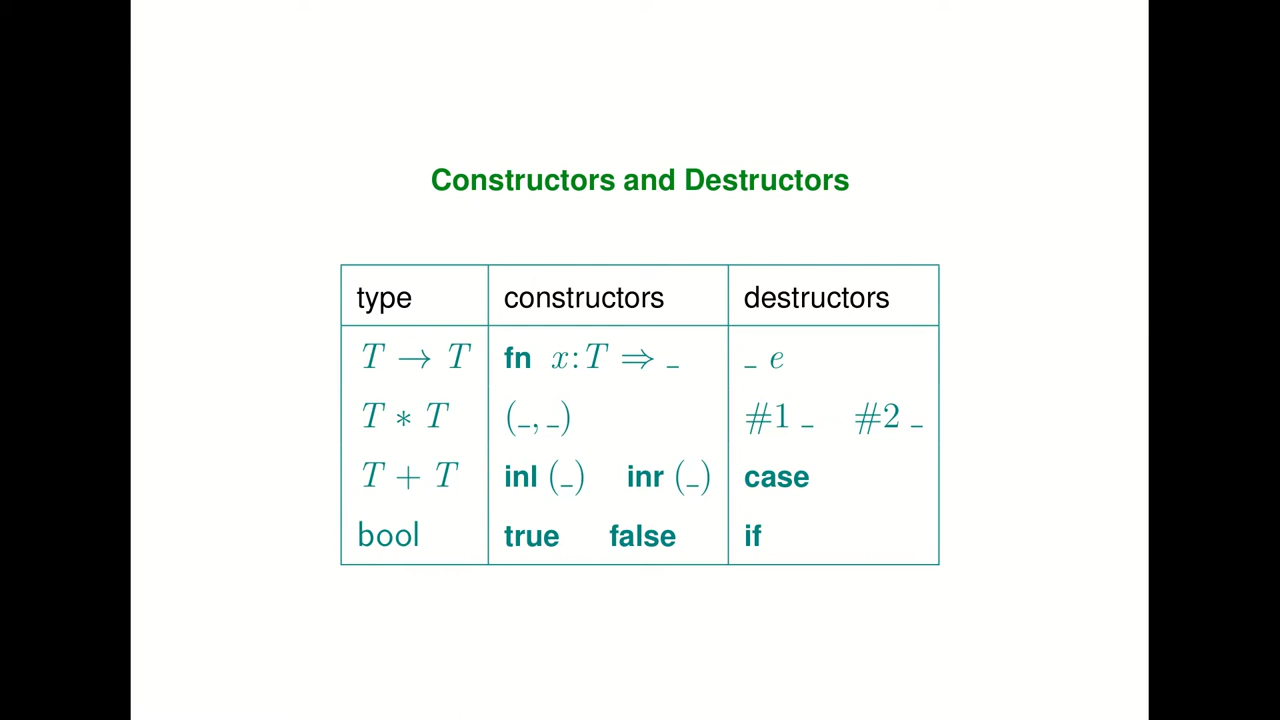 Constructors and Destructors
type constructors destructors
T → T fn x:T ⇒ _ _ e
T * T (_, _) #1 _ #2 _
T + T inl (_) inr (_) case
bool true false if